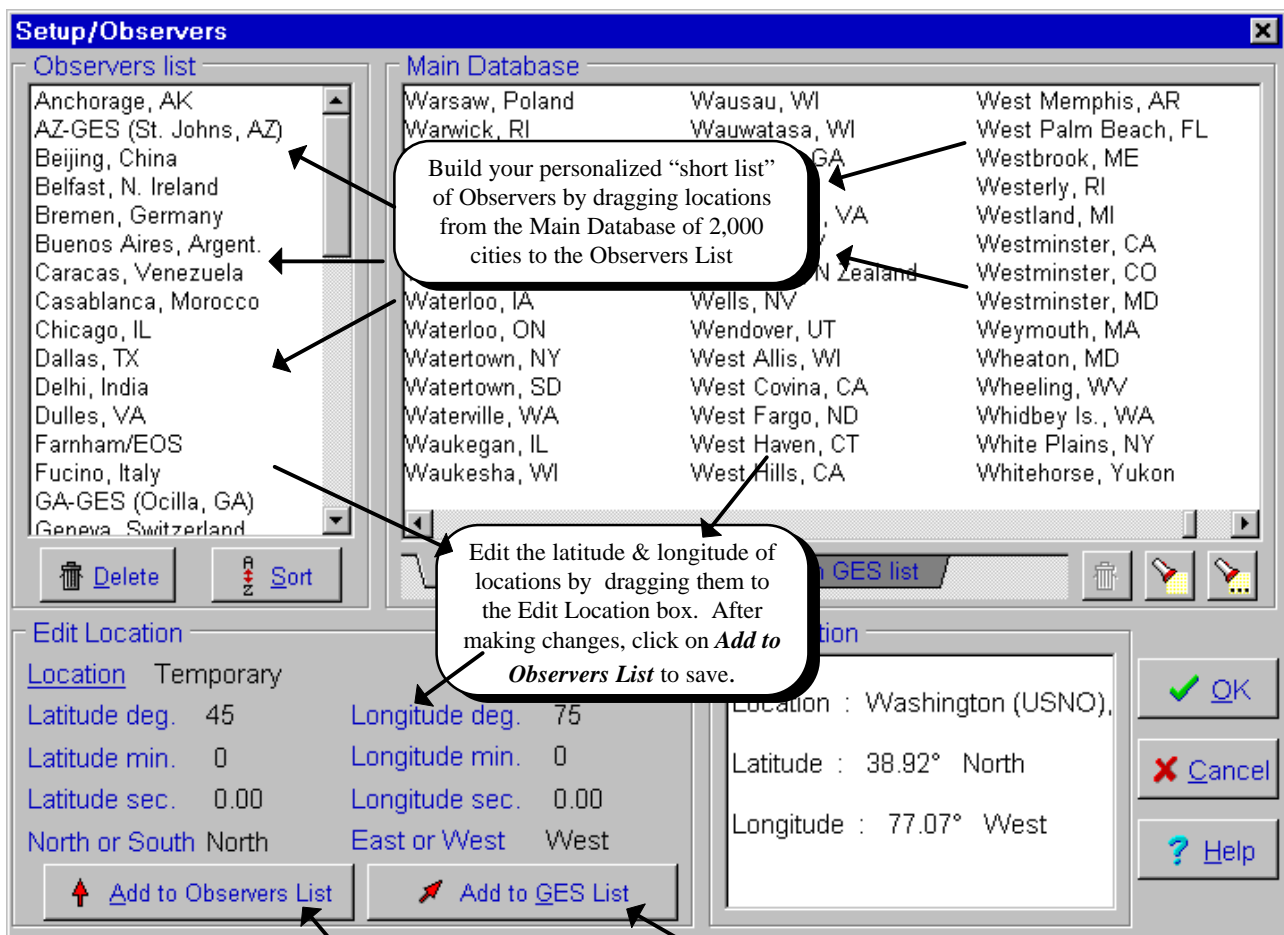 Setup/Observers
Observers list
Anchorage, AK
AZ-GES (St. Johns, AZ)
Beijing, China
Belfast, N. Ireland
Bremen, Germany
Buenos Aires, Argent.
Caracas, Venezuela
Casablanca, Morocco
Chicago, IL
Dallas, TX
Delhi, India
Dulles, VA
Farnham/EOS
Fucino, Italy
GA-GES (Ocilla, GA)
Geneva, Switzerland
Delete
Sort
Main Database
Warsaw, Poland
Warwick, RI
Waterloo, IA
Waterloo, ON
Watertown, NY
Watertown, SD
Waterville, WA
Waukegan, IL
Waukesha, WI
Wausau, WI
Wauwatasa, WI
GA
, VA
N Zealand
Wells, NV
Wendover, UT
West Allis, WI
West Covina, CA
West Fargo, ND
West Haven, CT
West Hills, CA
West Memphis, AR
West Palm Beach, FL
Westbrook, ME
Westerly, RI
Westland, MI
Westminster, CA
Westminster, CO
Westminster, MD
Weymouth, MA
Wheaton, MD
Wheeling, WV
Whidbey Is., WA
White Plains, NY
Whitehorse, Yukon
Build your personalized “short list”
of Observers by dragging locations
from the Main Database of 2,000
cities to the Observers List
GES list
Edit the latitude & longitude of
locations by dragging them to
the Edit Location box. After
making changes, click on Add to
Observers List to save.
Edit Location
Location Temporary
Latitude deg. 45
Longitude deg. 75
Latitude min. 0
Longitude min. 0
Latitude sec. 0.00
Longitude sec. 0.00
North or South North
East or West West
Add to Observers List
Add to GES List
Location : Washington (USNO),
Latitude : 38.92° North
Longitude : 77.07° West
OK
Cancel
Help